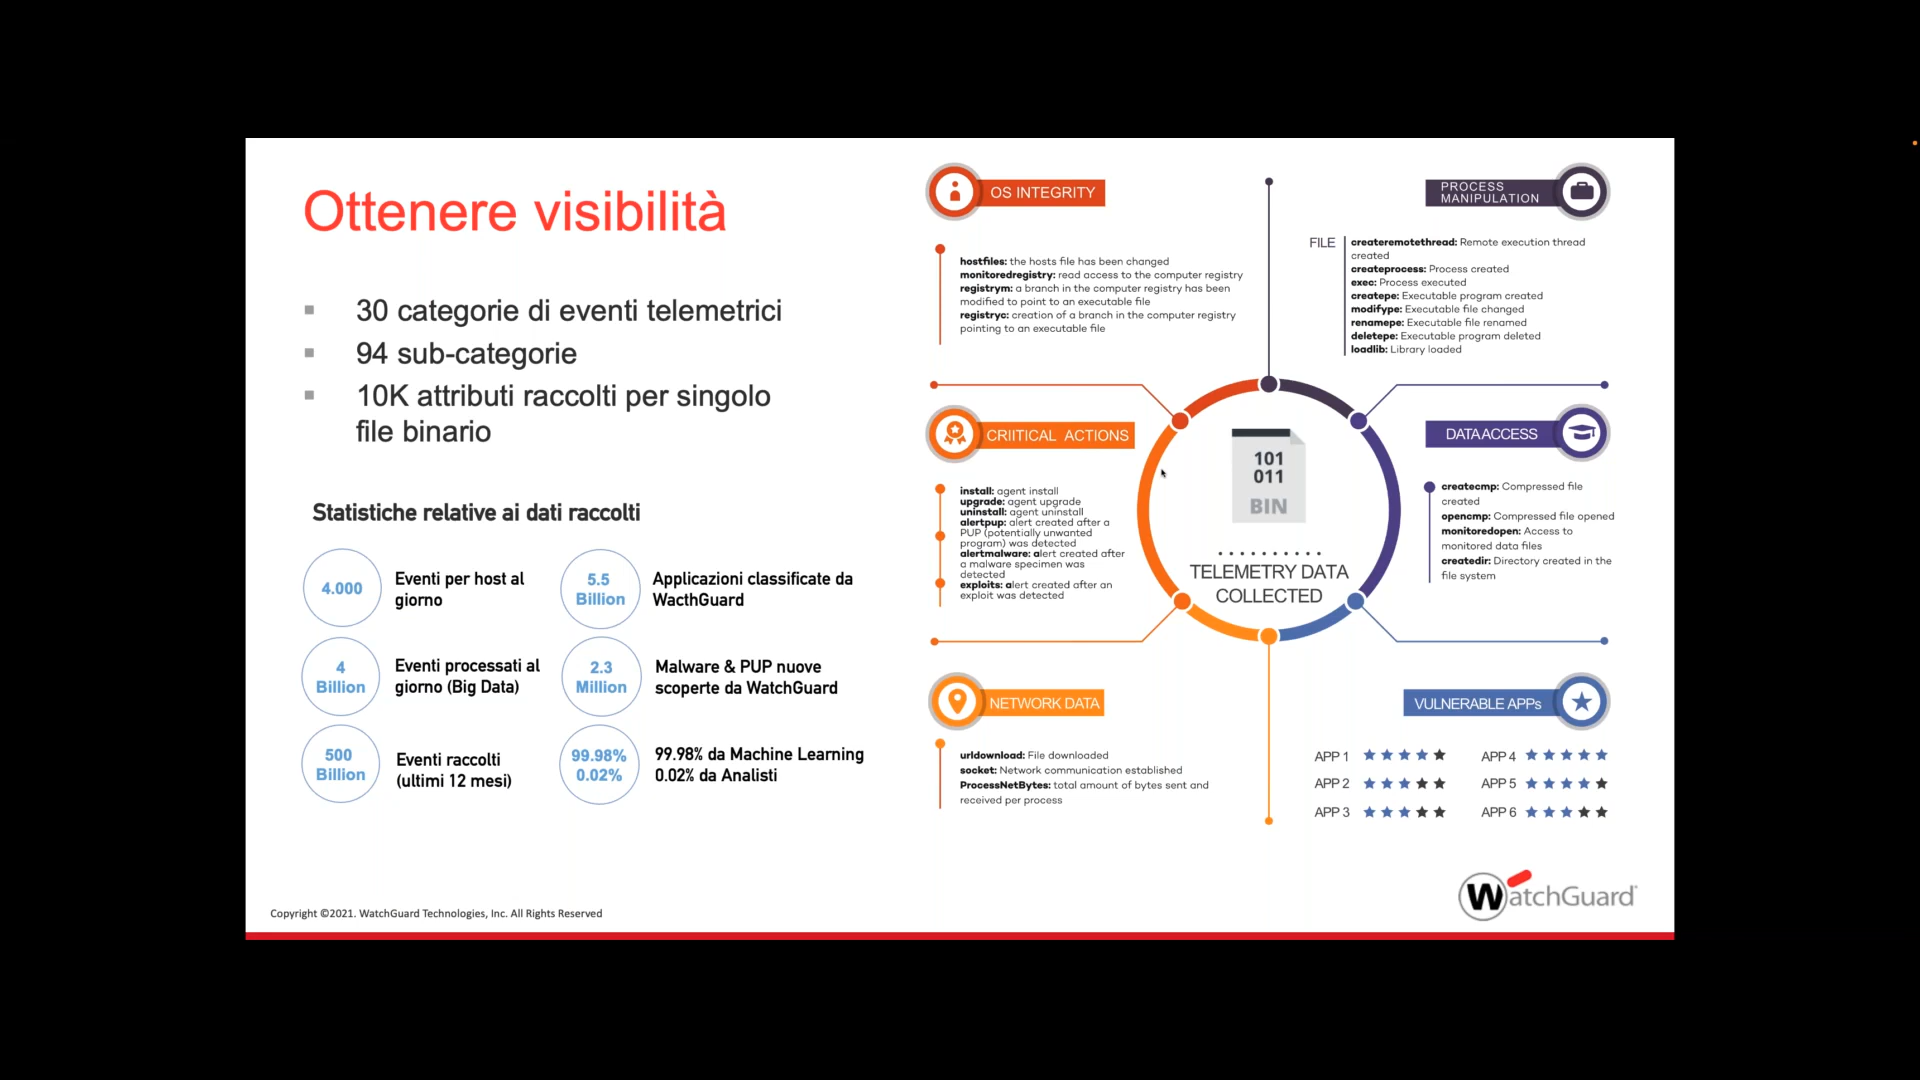 Ottenere visibilità
30 categorie di eventi telemetrici
94 sub-categorie
10K attributi raccolti per singolo
file binario
Statistiche relative ai dati raccolti
4.000
Eventi per host al
giorno
5.5
Billion
Applicazioni classificate da
WacthGuard
4
Billion
Eventi processati al
giorno (Big Data)
2.3
Million
Malware & PUP nuove
scoperte da WatchGuard
500
Billion
Eventi raccolti
(ultimi 12 mesi)
99.98%
0.02%
99.98% da Machine Learning
0.02% da Analisti
OS INTEGRITY
hostfiles: the hosts file has been changed
monitoredregistry: read access to the computer registry
registrym: a branch in the computer registry has been
modified to point to an executable file
registryc: creation of a branch in the computer registry
pointing to an executable file
PROCESS
MANIPULATION
FILE
createremotethread: Remote execution thread
created
createprocess: Process created
exec: Process executed
createpe: Executable program created
modifype: Executable file changed
renamepe: Executable file renamed
deletepe: Executable program deleted
loadlib: Library loaded
CRIITICAL ACTIONS
install: agent install
upgrade: agent upgrade
uninstall: agent uninstall
alertpup: alert created after a
PUP (potentially unwanted
program) was detected
alertmalware: alert created after
a malware specimen was
detected
exploits: alert created after an
exploit was detected
101
011
BIN
TELEMETRY DATA
COLLECTED
DATA ACCESS
createcmp: Compressed file
created
opencmp: Compressed file opened
monitoredopen: Access to
monitored data files
createdir: Directory created in the
file system
NETWORK DATA
urldownload: File downloaded
socket: Network communication established
ProcessNetBytes: total amount of bytes sent and
received per process
VULNERABLE APPs
APP 1
APP 4
APP 2
APP 5
APP 3
APP 6
WatchGuard
Copyright ©2021. WatchGuard Technologies, Inc. All Rights Reserved